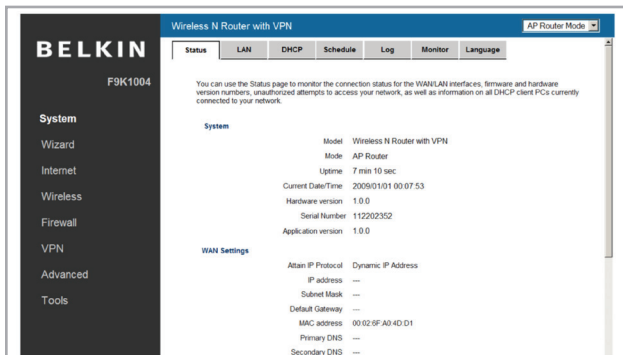 Wireless N Router with VPN
AP Router Mode
BELKIN
F9K1004
System
Wizard
Internet
Wireless
Firewall
VPN
Advanced
Tools
Status LAN DHCP Schedule Log Monitor Language
You can use the Status page to monitor the connection status for the WAN/LAN interfaces, firmware and hardware
version numbers, unauthorized attempts to access your network, as well as information on all DHCP client PCs currently
connected to your network.
System
Model Wireless N Router with VPN
Mode AP Router
Uptime 7 min 10 sec
Current Date/Time 2009/01/01 00:07:53
Hardware version 1.0.0
Serial Number 112202352
Application version 1.0.0
WAN Settings
Attain IP Protocol Dynamic IP Address
IP address ---
Subnet Mask ---
Default Gateway ---
MAC address 00:02:6F:A0:4D:D1
Primary DNS ---
Secondary DNS ---